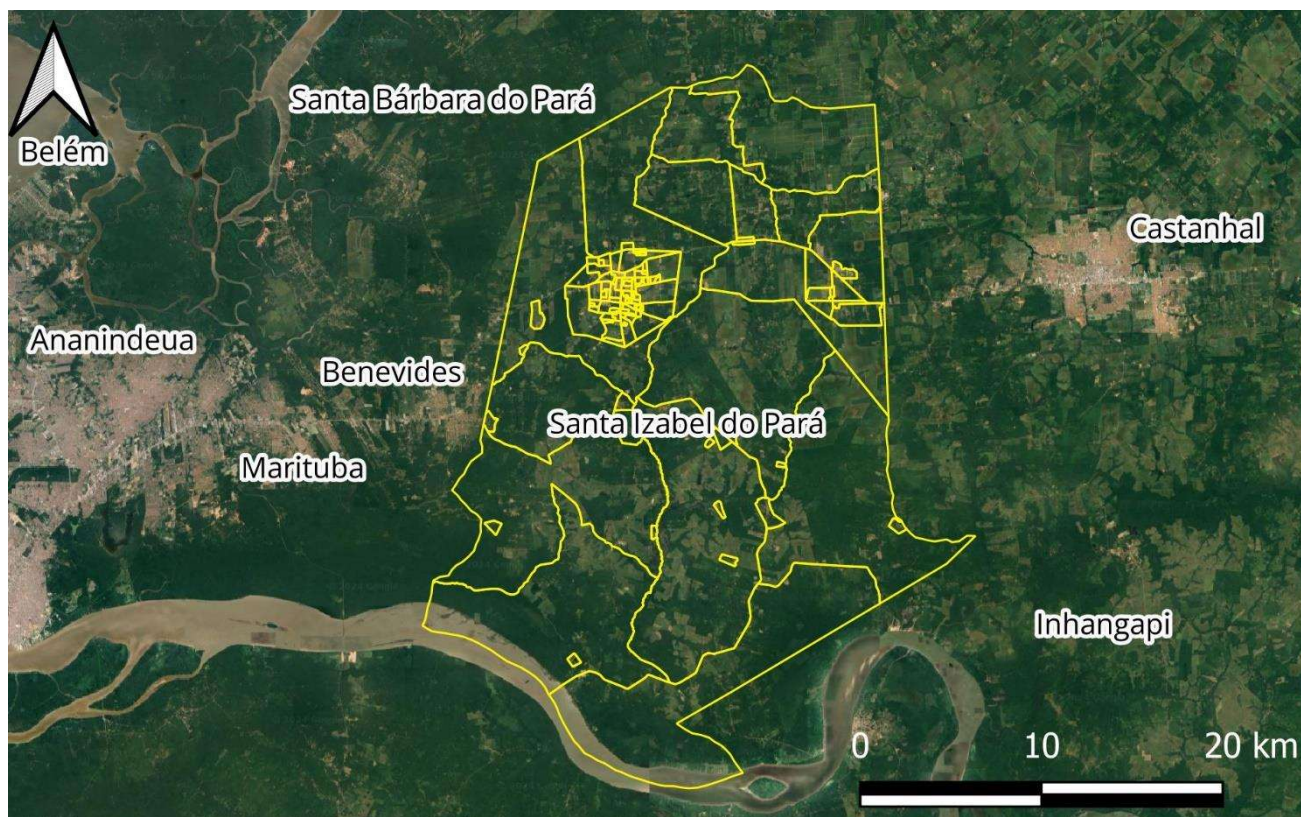 Santa Bárbara do Pará
Belém
Castanhal
Ananindeua
Benevides
Santa Izabel do Pará
Marituba
Inhangapi
0 10 20 km